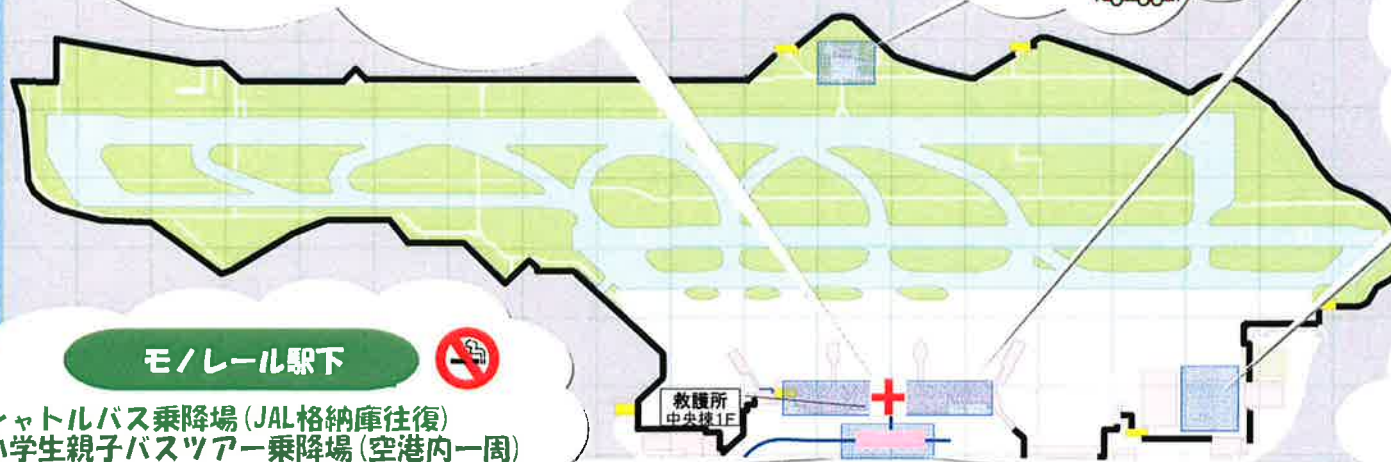 モノレール駅下
シャトルバス乗降場(JAL格納庫往復)
小学生親子バスツアー乗降場(空港内一周)
救護所
中央棟1F